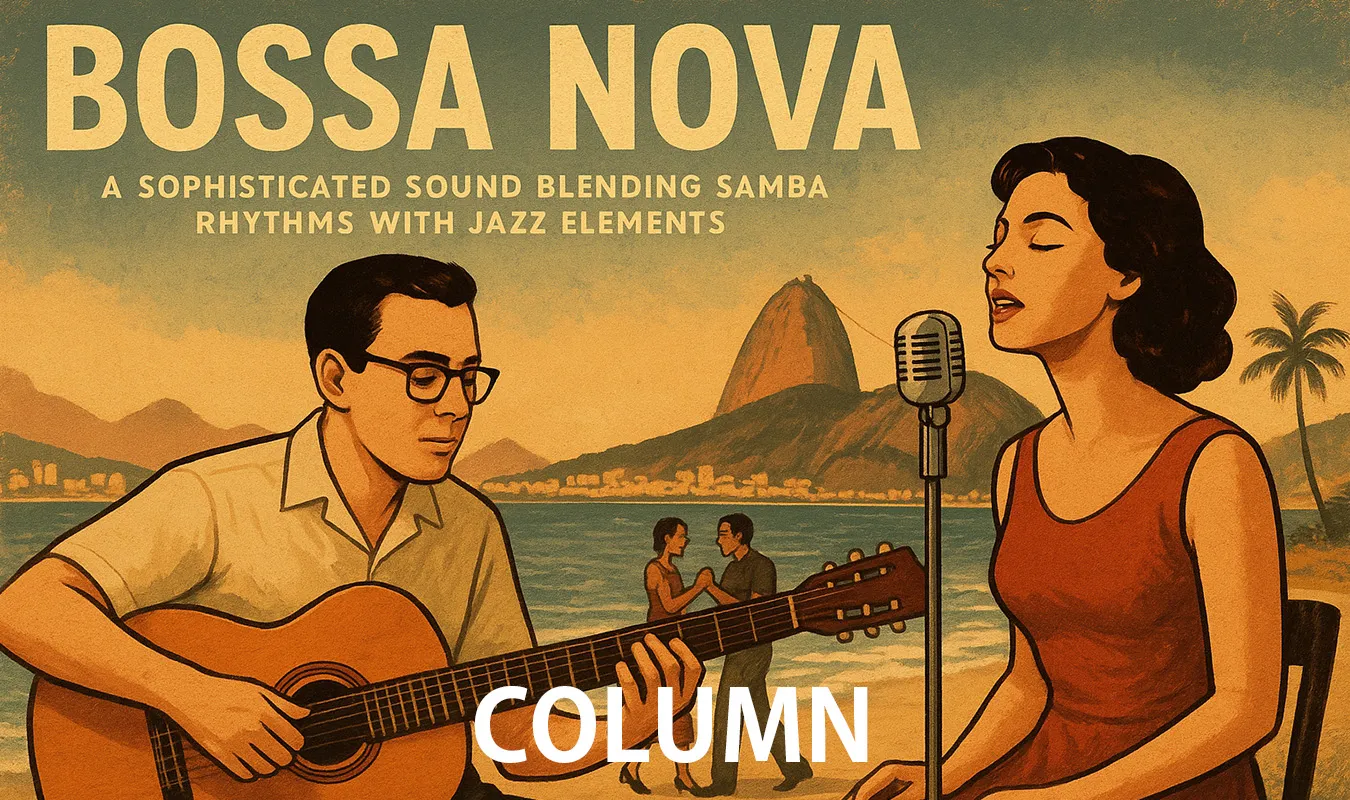 BOSSA NOVA
A SOPHISTICATED SOUND BLENDING SAMBA
RHYTHMS WITH JAZZ ELEMENTS
COLUMN